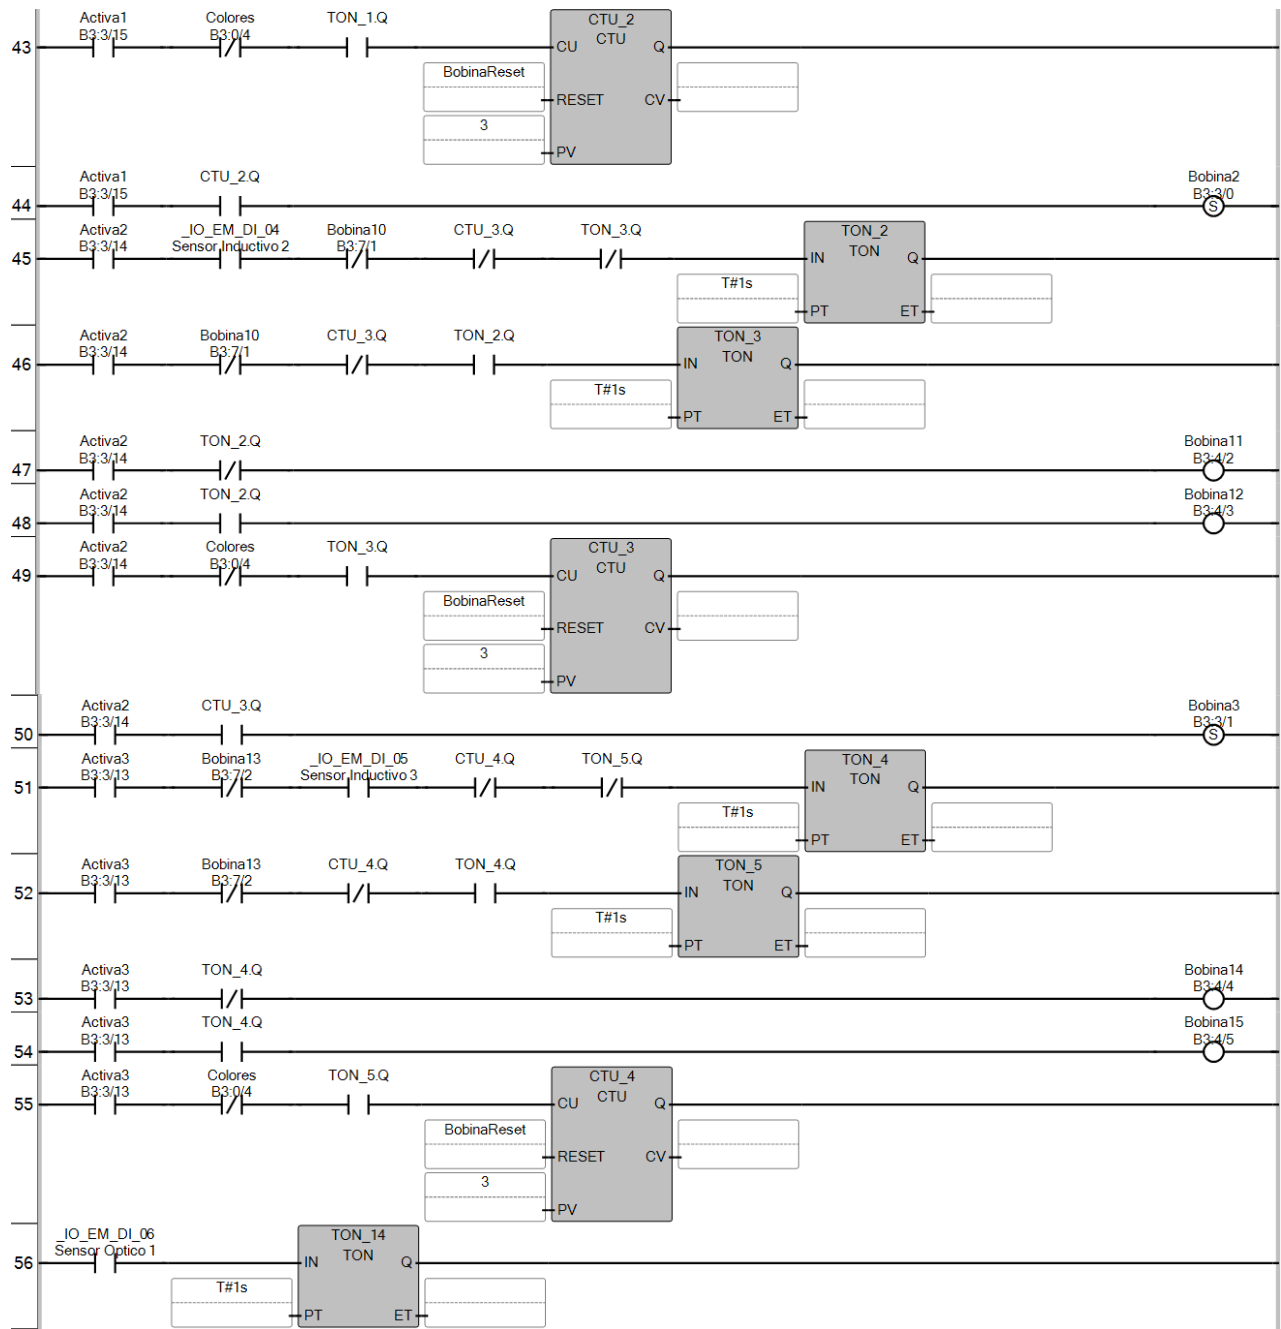 Activa1 Colores TON_1.Q CTU_2
B3:3/15 B3:0/4 CTU
43 CU Q
BobinaReset
RESET CV
3
PV
Activa1 CTU_2.Q Bobina2
B3:3/15 B3:3/0
44 S
Activa2 _IO_EM_DI_04 Bobina10 CTU_3.Q TON_3.Q TON_2
B3:3/14 Sensor Inductivo 2 B3:7/1 TON
45 IN Q
T#1s
PT ET
Activa2 Bobina10 CTU_3.Q TON_2.Q TON_3
B3:3/14 B3:7/1 TON
46 IN Q
T#1s
PT ET
Activa2 TON_2.Q Bobina11
B3:3/14 B3:4/2
47
Activa2 TON_2.Q Bobina12
B3:3/14 B3:4/3
48
Activa2 Colores TON_3.Q CTU_3
B3:3/14 B3:0/4 CTU
49 CU Q
BobinaReset
RESET CV
3
PV
Activa2 CTU_3.Q Bobina3
B3:3/14 B3:3/1
50 S
Activa3 Bobina13 _IO_EM_DI_05 CTU_4.Q TON_5.Q TON_4
B3:3/13 B3:7/2 Sensor Inductivo 3 TON
51 IN Q
T#1s
PT ET
Activa3 Bobina13 CTU_4.Q TON_4.Q TON_5
B3:3/13 B3:7/2 TON
52 IN Q
T#1s
PT ET
Activa3 TON_4.Q Bobina14
B3:3/13 B3:4/4
53
Activa3 TON_4.Q Bobina15
B3:3/13 B3:4/5
54
Activa3 Colores TON_5.Q CTU_4
B3:3/13 B3:0/4 CTU
55 CU Q
BobinaReset
RESET CV
3
PV
_IO_EM_DI_06 TON_14
Sensor Optico 1 TON
56 IN Q
T#1s
PT ET